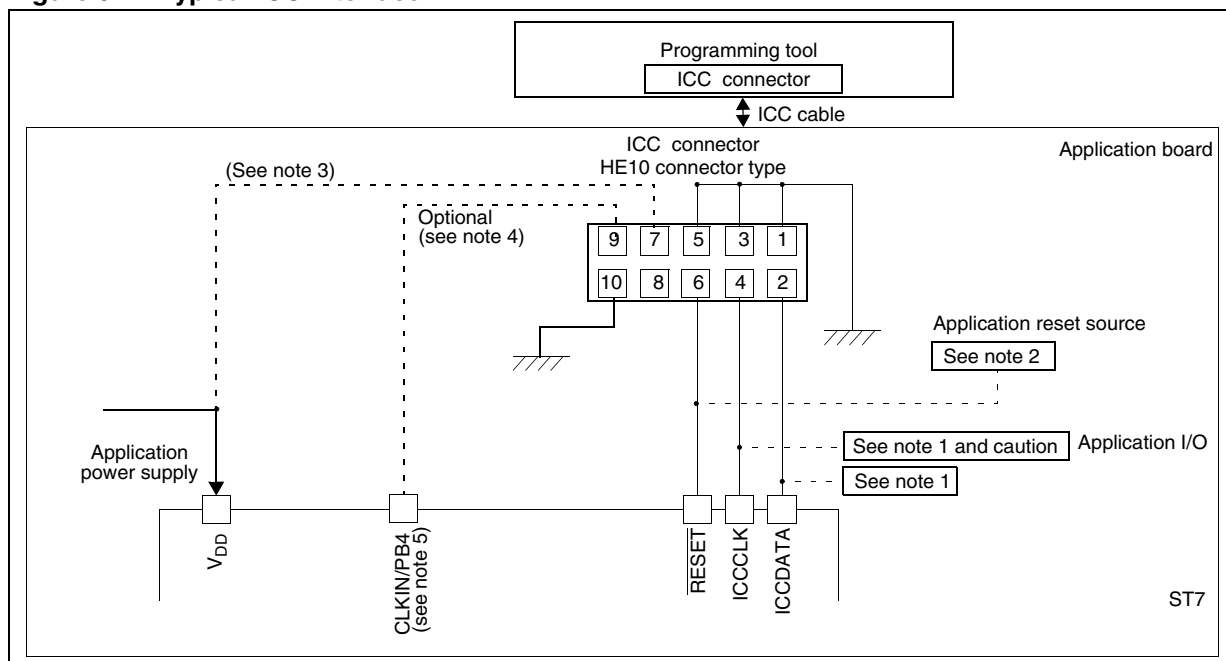 Programming tool
ICC connector
ICC cable
ICC connector
HE10 connector type
Application board
(See note 3)
Optional
(see note 4)
9 7 5 3 1
10 8 6 4 2
Application reset source
See note 2
See note 1 and caution
Application I/O
See note 1
Application
power supply
VDD
CLKIN/PB4
(see note 5)
RESET
ICCCLK
ICCDATA
ST7